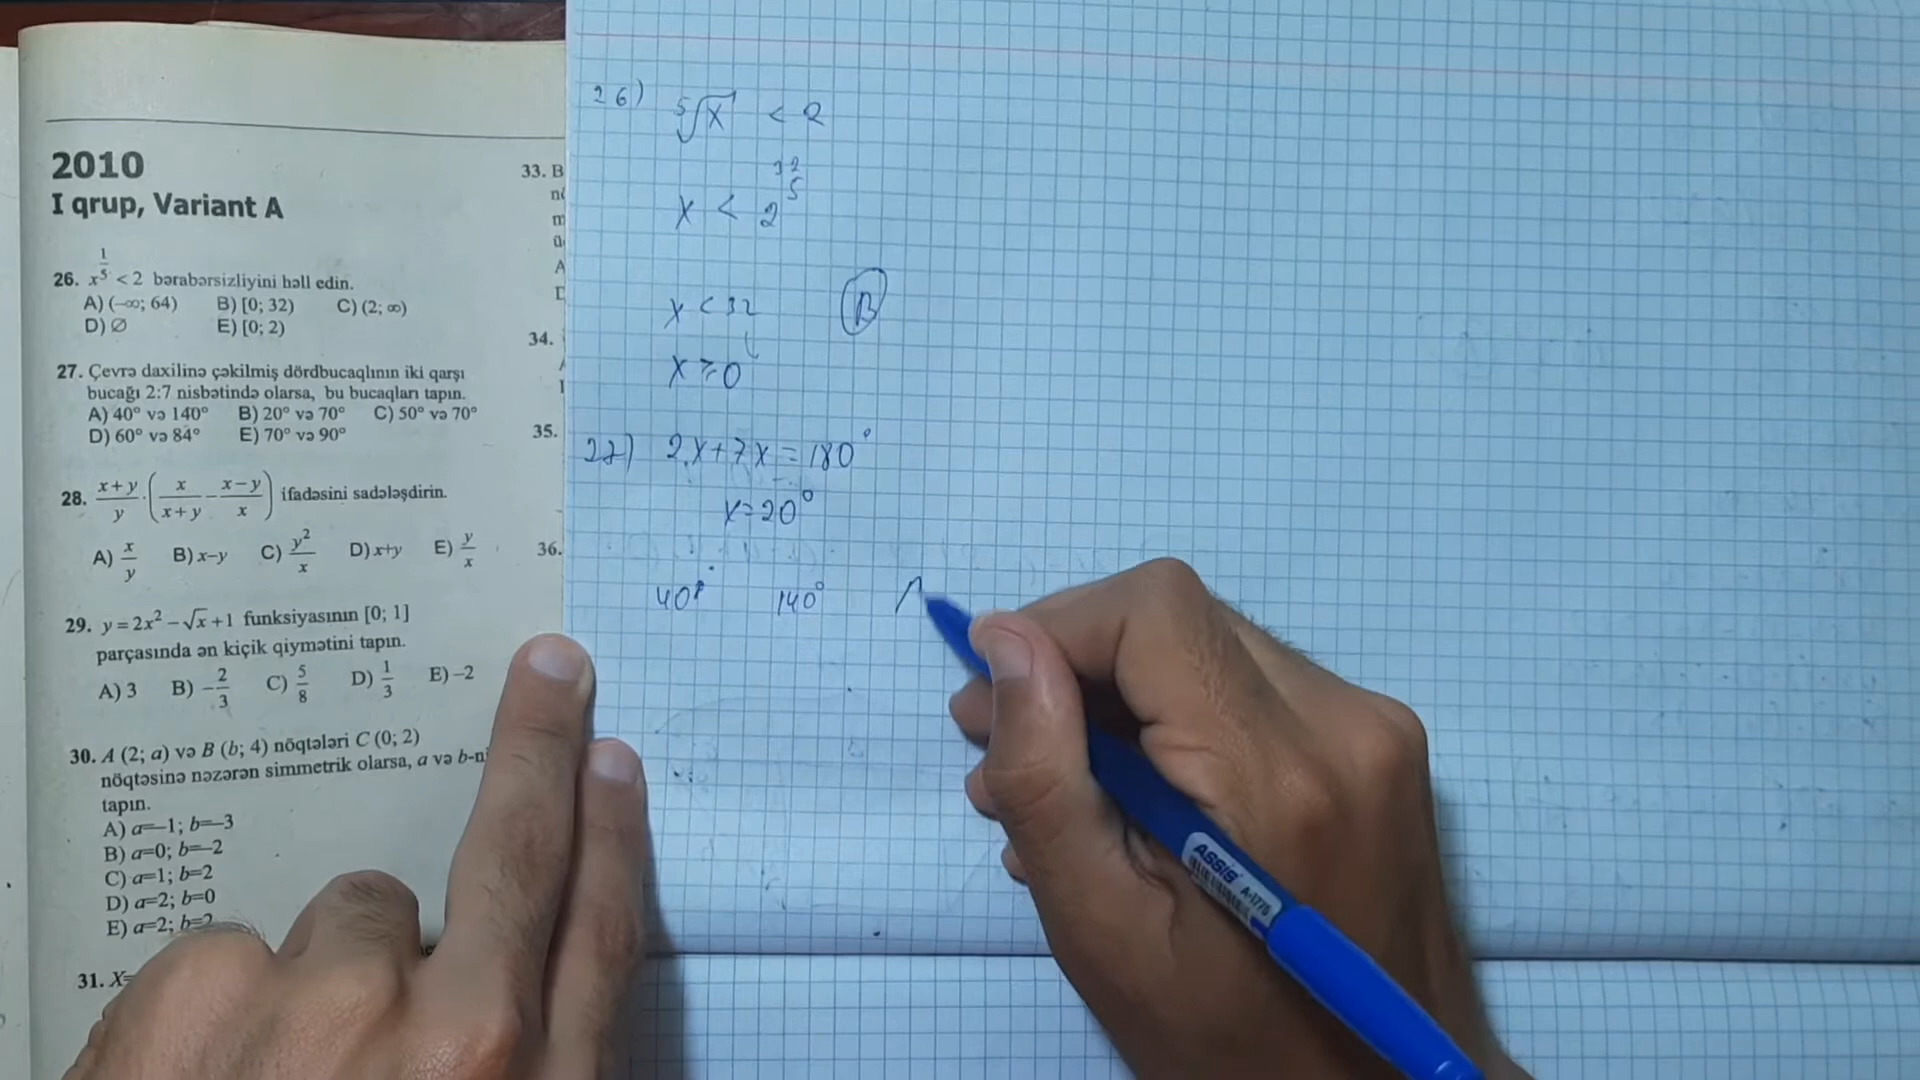 2010
I qrup, Variant A
26. x^(1/5) < 2 bərabərsizliyini həll edin.
A) (−∞; 64) B) [0; 32) C) (2; ∞)
D) ∅ E) [0; 2)
27. Çevrə daxilinə çəkilmiş dördbucaqlının iki qarşı
bucağı 2:7 nisbətində olarsa, bu bucaqları tapın.
A) 40° və 140° B) 20° və 70° C) 50° və 70°
D) 60° və 84° E) 70° və 90°
28. (x+y)/y · (x/(x+y) − (x−y)/x) ifadəsini sadələşdirin.
A) x/y B) x−y C) y²/x D) x+y E) y/x
29. y = 2x² − √x + 1 funksiyasının [0; 1]
parçasında ən kiçik qiymətini tapın.
A) 3 B) −2/3 C) 5/8 D) 1/3 E) −2
30. A (2; a) və B (b; 4) nöqtələri C (0; 2)
nöqtəsinə nəzərən simmetrik olarsa, a və b-ni
tapın.
A) a=−1; b=−3
B) a=0; b=−2
C) a=1; b=2
D) a=2; b=0
E) a=2; b=2
31. X=
33. B
34.
35.
36.
26) ⁵√x < 2
32
x < 2⁵
x < 32 B
x ≥ 0
27) 2x+7x = 180°
x=20°
40° 140°
ASSIS A-1775